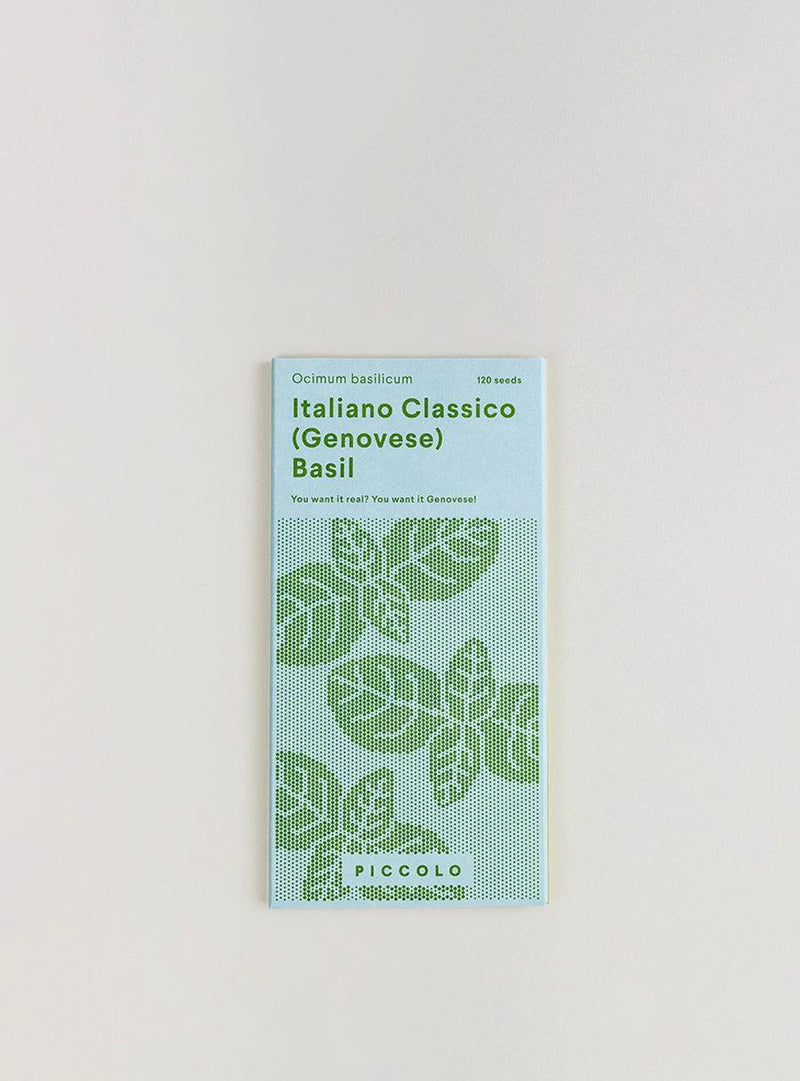 Ocimum basilicum 120 seeds
Italiano Classico
(Genovese)
Basil
You want it real? You want it Genovese!
PICCOLO